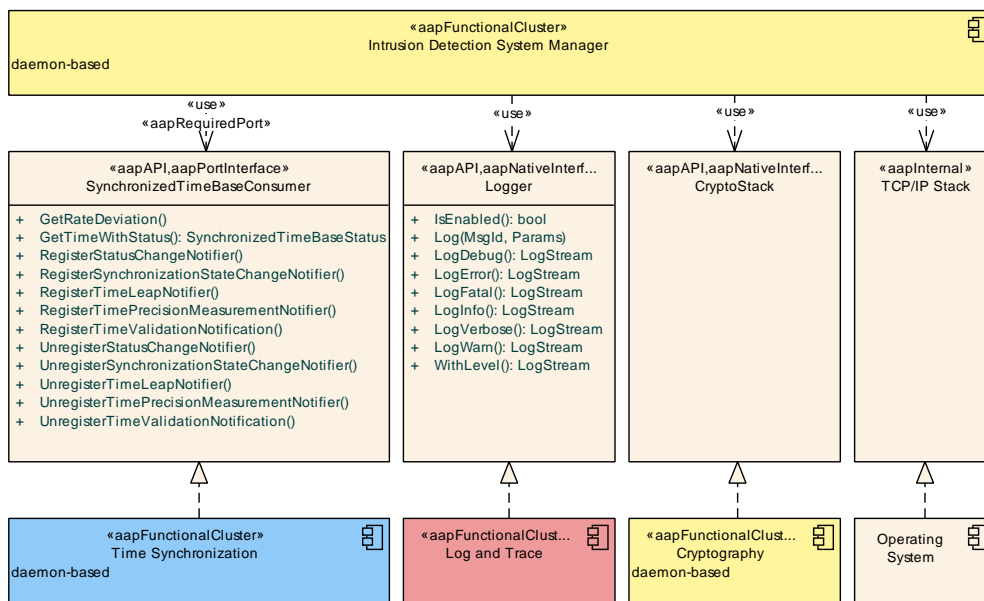 «aapFunctionalCluster»
Intrusion Detection System Manager
daemon-based
«use»
«aapRequiredPort»
«use»
«use»
«use»
«aapAPI,aapPortInterface»
SynchronizedTimeBaseConsumer
+ GetRateDeviation()
+ GetTimeWithStatus(): SynchronizedTimeBaseStatus
+ RegisterStatusChangeNotifier()
+ RegisterSynchronizationStateChangeNotifier()
+ RegisterTimeLeapNotifier()
+ RegisterTimePrecisionMeasurementNotifier()
+ RegisterTimeValidationNotification()
+ UnregisterStatusChangeNotifier()
+ UnregisterSynchronizationStateChangeNotifier()
+ UnregisterTimeLeapNotifier()
+ UnregisterTimePrecisionMeasurementNotifier()
+ UnregisterTimeValidationNotification()
«aapAPI,aapNativeInterf...
Logger
+ IsEnabled(): bool
+ Log(MsgId, Params)
+ LogDebug(): LogStream
+ LogError(): LogStream
+ LogFatal(): LogStream
+ LogInfo(): LogStream
+ LogVerbose(): LogStream
+ LogWarn(): LogStream
+ WithLevel(): LogStream
«aapAPI,aapNativeInterf...
CryptoStack
«aapInternal»
TCP/IP Stack
«aapFunctionalCluster»
Time Synchronization
daemon-based
«aapFunctionalClust...
Log and Trace
«aapFunctionalClust...
Cryptography
daemon-based
Operating
System